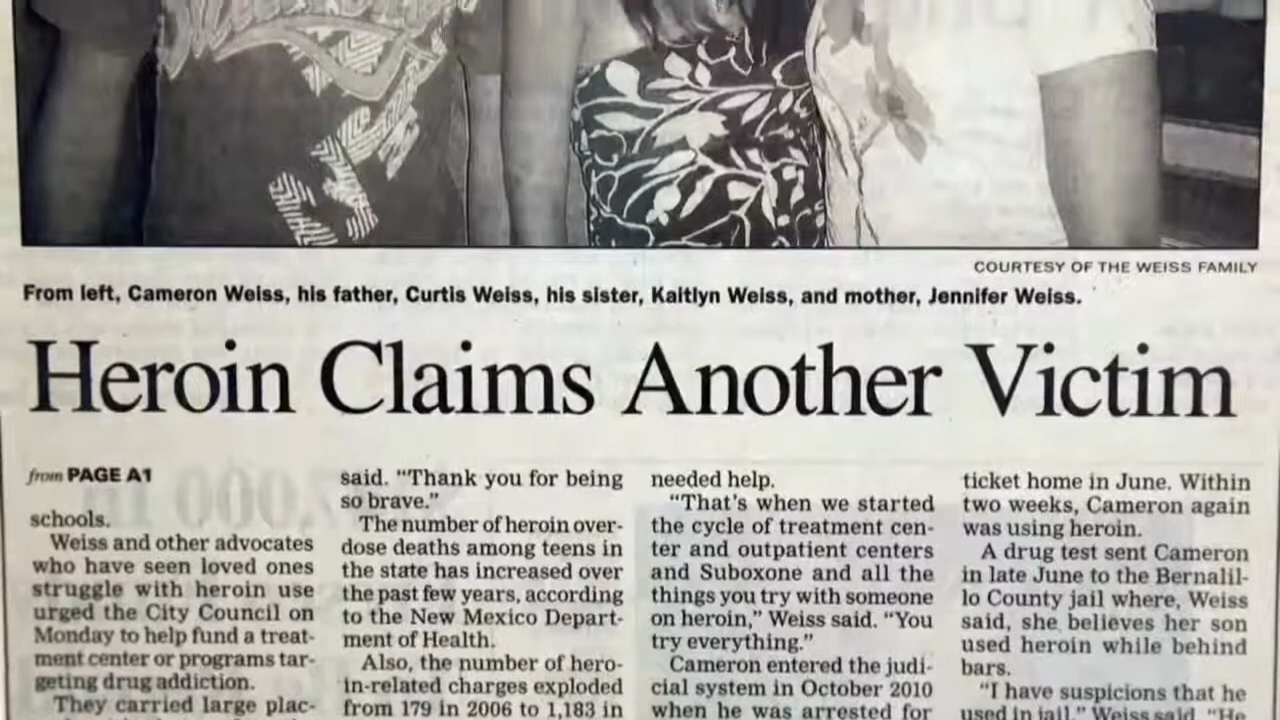 COURTESY OF THE WEISS FAMILY
From left, Cameron Weiss, his father, Curtis Weiss, his sister, Kaitlyn Weiss, and mother, Jennifer Weiss.
Heroin Claims Another Victim
from PAGE A1
schools.
Weiss and other advocates
who have seen loved ones
struggle with heroin use
urged the City Council on
Monday to help fund a treat-
ment center or programs tar-
geting drug addiction.
They carried large plac-
said. “Thank you for being
so brave.”
The number of heroin over-
dose deaths among teens in
the state has increased over
the past few years, according
to the New Mexico Depart-
ment of Health.
Also, the number of hero-
in-related charges exploded
from 179 in 2006 to 1,183 in
needed help.
“That’s when we started
the cycle of treatment cen-
ter and outpatient centers
and Suboxone and all the
things you try with someone
on heroin,” Weiss said. “You
try everything.”
Cameron entered the judi-
cial system in October 2010
when he was arrested for
ticket home in June. Within
two weeks, Cameron again
was using heroin.
A drug test sent Cameron
in late June to the Bernalil-
lo County jail where, Weiss
said, she believes her son
used heroin while behind
bars.
“I have suspicions that he
used in jail,” Weiss said. “He